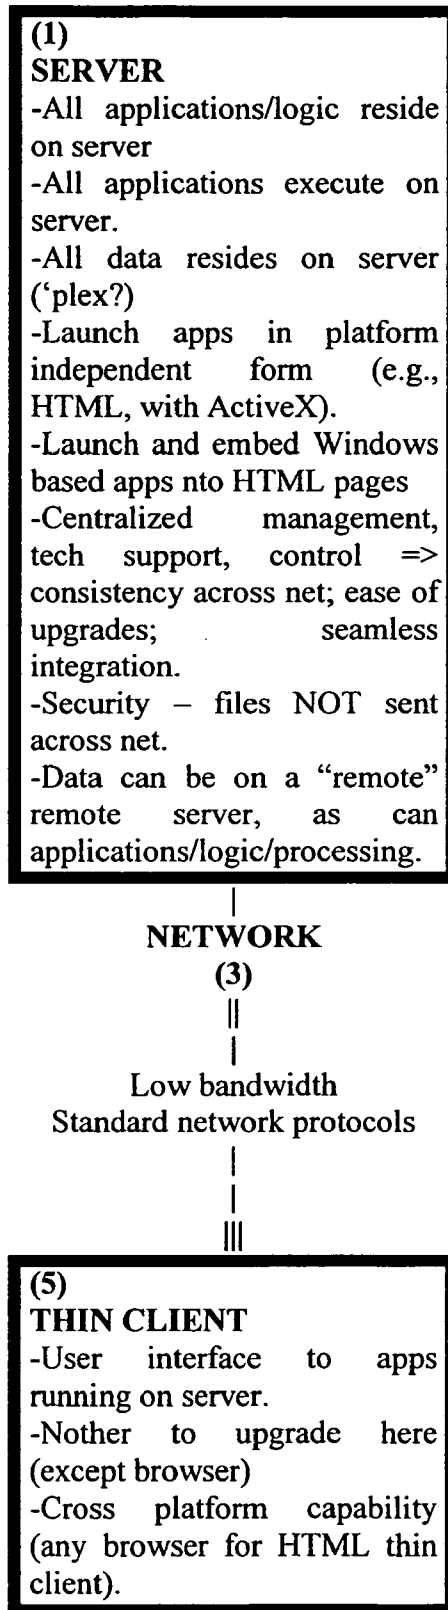 (1)
SERVER
-All applications/logic reside
on server
-All applications execute on
server.
-All data resides on server
(‘plex?)
-Launch apps in platform
independent form (e.g.,
HTML, with ActiveX).
-Launch and embed Windows
based apps nto HTML pages
-Centralized management,
tech support, control =>
consistency across net; ease of
upgrades; seamless
integration.
-Security – files NOT sent
across net.
-Data can be on a “remote”
remote server, as can
applications/logic/processing.
NETWORK
(3)
Low bandwidth
Standard network protocols
(5)
THIN CLIENT
-User interface to apps
running on server.
-Nother to upgrade here
(except browser)
-Cross platform capability
(any browser for HTML thin
client).